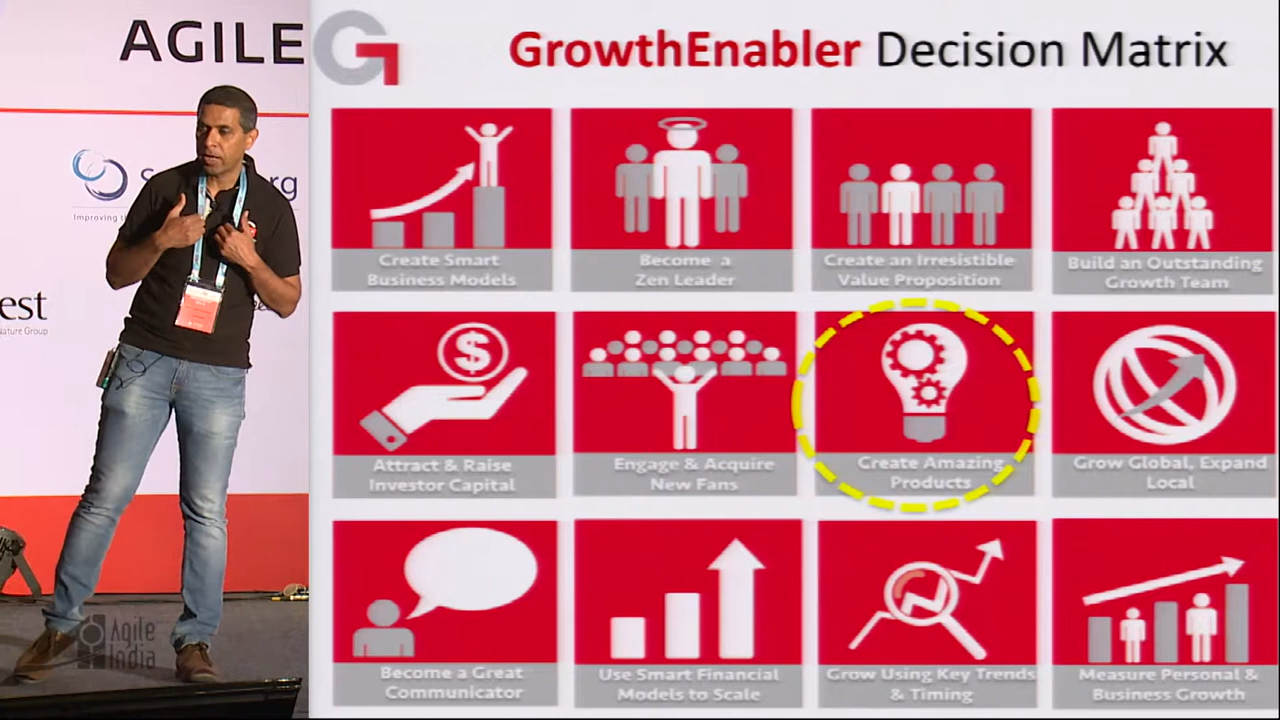 AGILE
GrowthEnabler Decision Matrix
Create Smart
Business Models
Become a
Zen Leader
Create an Irresistible
Value Proposition
Build an Outstanding
Growth Team
Improving th
est
Nature Group
Attract & Raise
Investor Capital
Engage & Acquire
New Fans
Create Amazing
Products
Grow Global, Expand
Local
Become a Great
Communicator
Use Smart Financial
Models to Scale
Grow Using Key Trends
& Timing
Measure Personal &
Business Growth
Agile
India